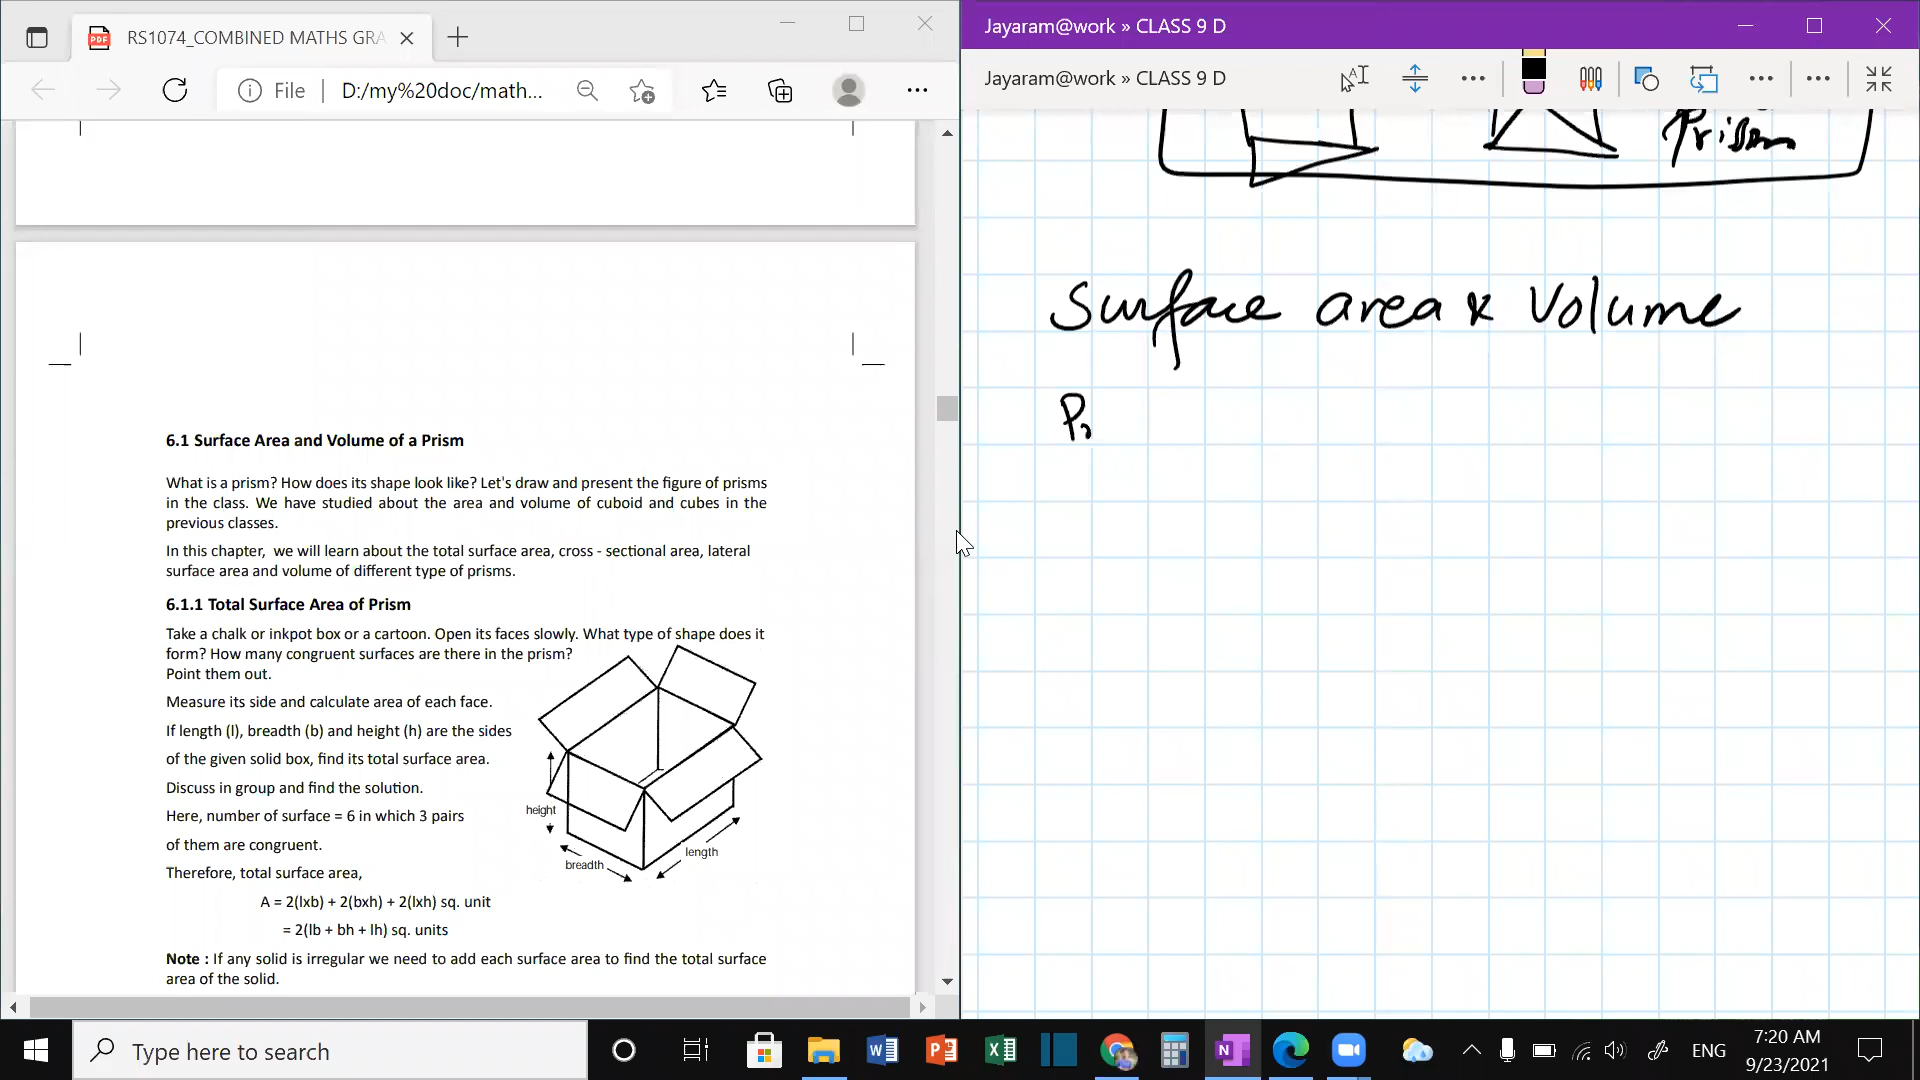 RS1074_COMBINED MATHS GRA
File
D:/my%20doc/math...
6.1 Surface Area and Volume of a Prism
What is a prism? How does its shape look like? Let's draw and present the figure of prisms
in the class. We have studied about the area and volume of cuboid and cubes in the
previous classes.
In this chapter, we will learn about the total surface area, cross - sectional area, lateral
surface area and volume of different type of prisms.
6.1.1 Total Surface Area of Prism
Take a chalk or inkpot box or a cartoon. Open its faces slowly. What type of shape does it
form? How many congruent surfaces are there in the prism?
Point them out.
Measure its side and calculate area of each face.
If length (l), breadth (b) and height (h) are the sides
of the given solid box, find its total surface area.
Discuss in group and find the solution.
Here, number of surface = 6 in which 3 pairs
of them are congruent.
Therefore, total surface area,
A = 2(lxb) + 2(bxh) + 2(lxh) sq. unit
= 2(lb + bh + lh) sq. units
Note : If any solid is irregular we need to add each surface area to find the total surface
area of the solid.
height
breadth
length
Jayaram@work » CLASS 9 D
Jayaram@work » CLASS 9 D
Prism
Surface area & Volume
Type here to search
ENG
7:20 AM
9/23/2021